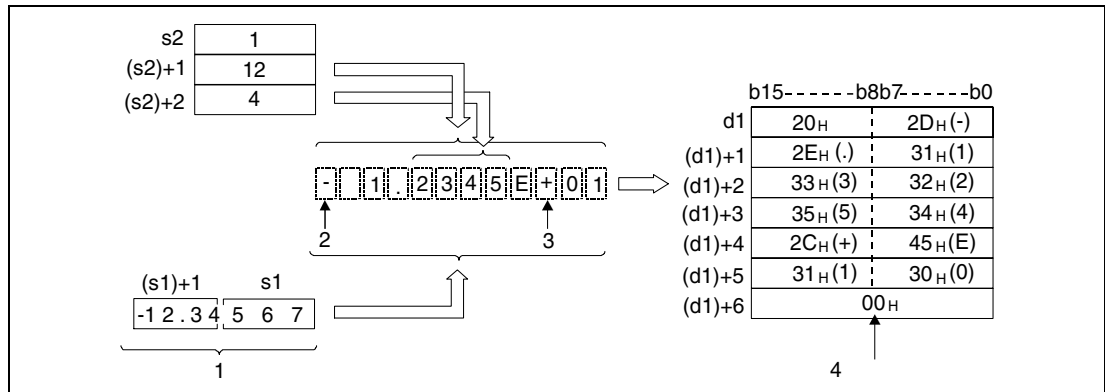 s2 1
(s2)+1 12
(s2)+2 4
- 1 . 2 3 4 5 E + 0 1
2 3
(s1)+1 s1
-1 2 . 3 4 5 6 7
1
b15------b8b7------b0
d1 20H 2DH(-)
(d1)+1 2EH(.) 31H(1)
(d1)+2 33H(3) 32H(2)
(d1)+3 35H(5) 34H(4)
(d1)+4 2CH(+) 45H(E)
(d1)+5 31H(1) 30H(0)
(d1)+6 00H
4